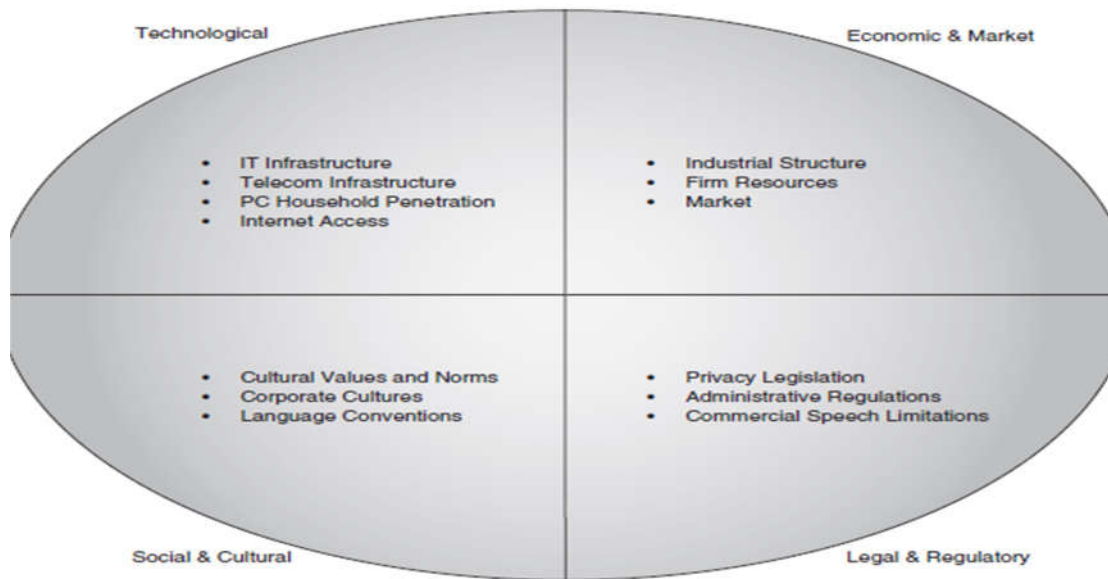 Technological
Economic & Market
• IT Infrastructure
• Telecom Infrastructure
• PC Household Penetration
• Internet Access
• Industrial Structure
• Firm Resources
• Market
• Cultural Values and Norms
• Corporate Cultures
• Language Conventions
• Privacy Legislation
• Administrative Regulations
• Commercial Speech Limitations
Social & Cultural
Legal & Regulatory